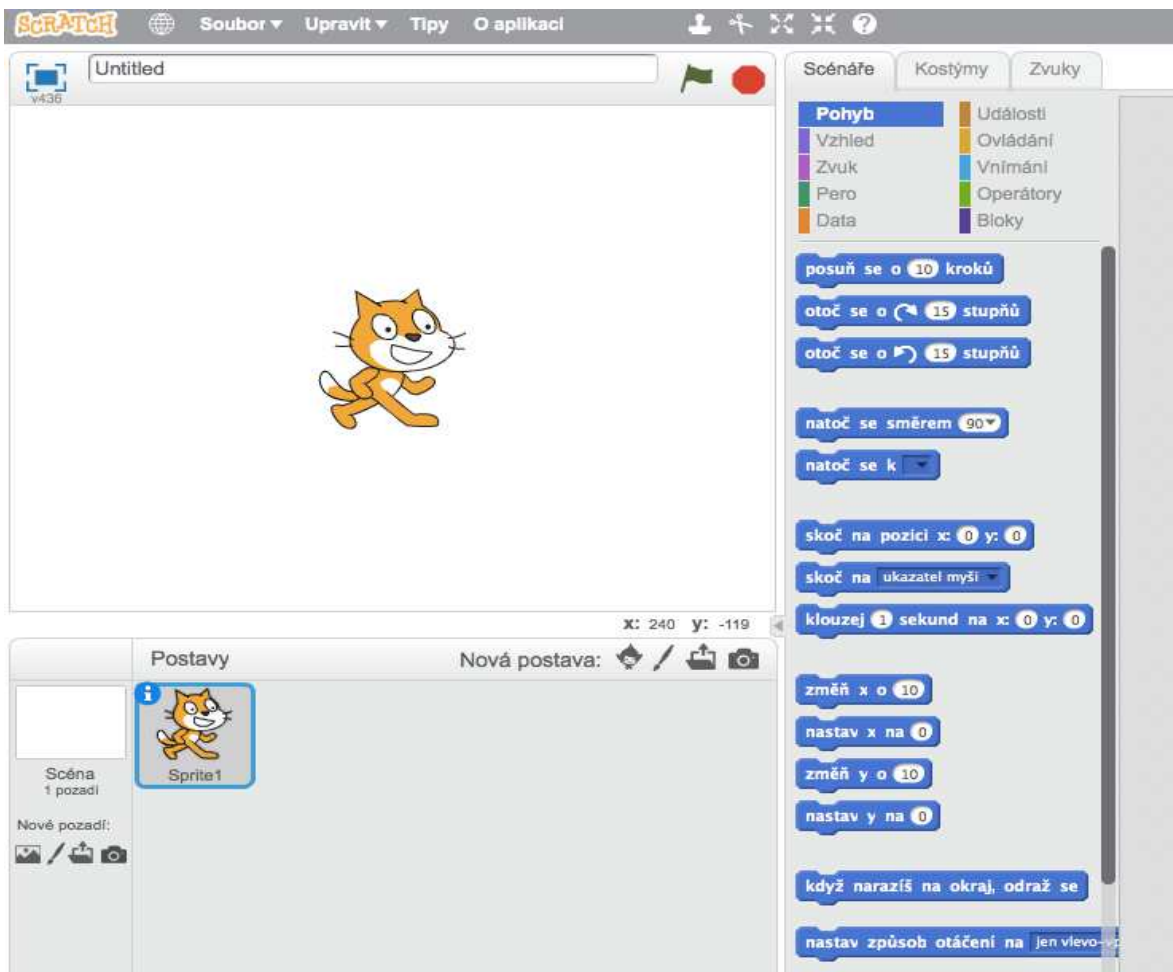 SCRATCH Soubor Upravit Tipy O aplikaci
v436 Untitled
x: 240 y: -119
Postavy Nová postava:
Sprite1
Scéna
1 pozadí
Nové pozadí:
Scénáře Kostýmy Zvuky
Pohyb Události
Vzhled Ovládání
Zvuk Vnímání
Pero Operátory
Data Bloky
posuň se o 10 kroků
otoč se o 15 stupňů
otoč se o 15 stupňů
natoč se směrem 90
natoč se k
skoč na pozici x: 0 y: 0
skoč na ukazatel myši
klouzej 1 sekund na x: 0 y: 0
změň x o 10
nastav x na 0
změň y o 10
nastav y na 0
když narazíš na okraj, odraž se
nastav způsob otáčení na jen vlevo-vp